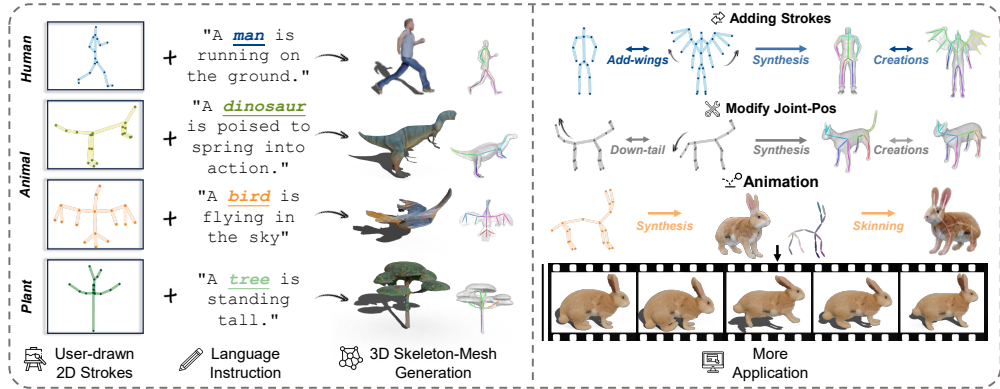 Human
"A man is
running on
the ground."
Animal
"A dinosaur
is poised to
spring into
action."
"A bird is
flying in
the sky"
Plant
"A tree is
standing
tall."
User-drawn
2D Strokes
Language
Instruction
3D Skeleton-Mesh
Generation
Adding Strokes
Add-wings
Synthesis
Creations
Modify Joint-Pos
Down-tail
Synthesis
Creations
Animation
Synthesis
Skinning
More
Application